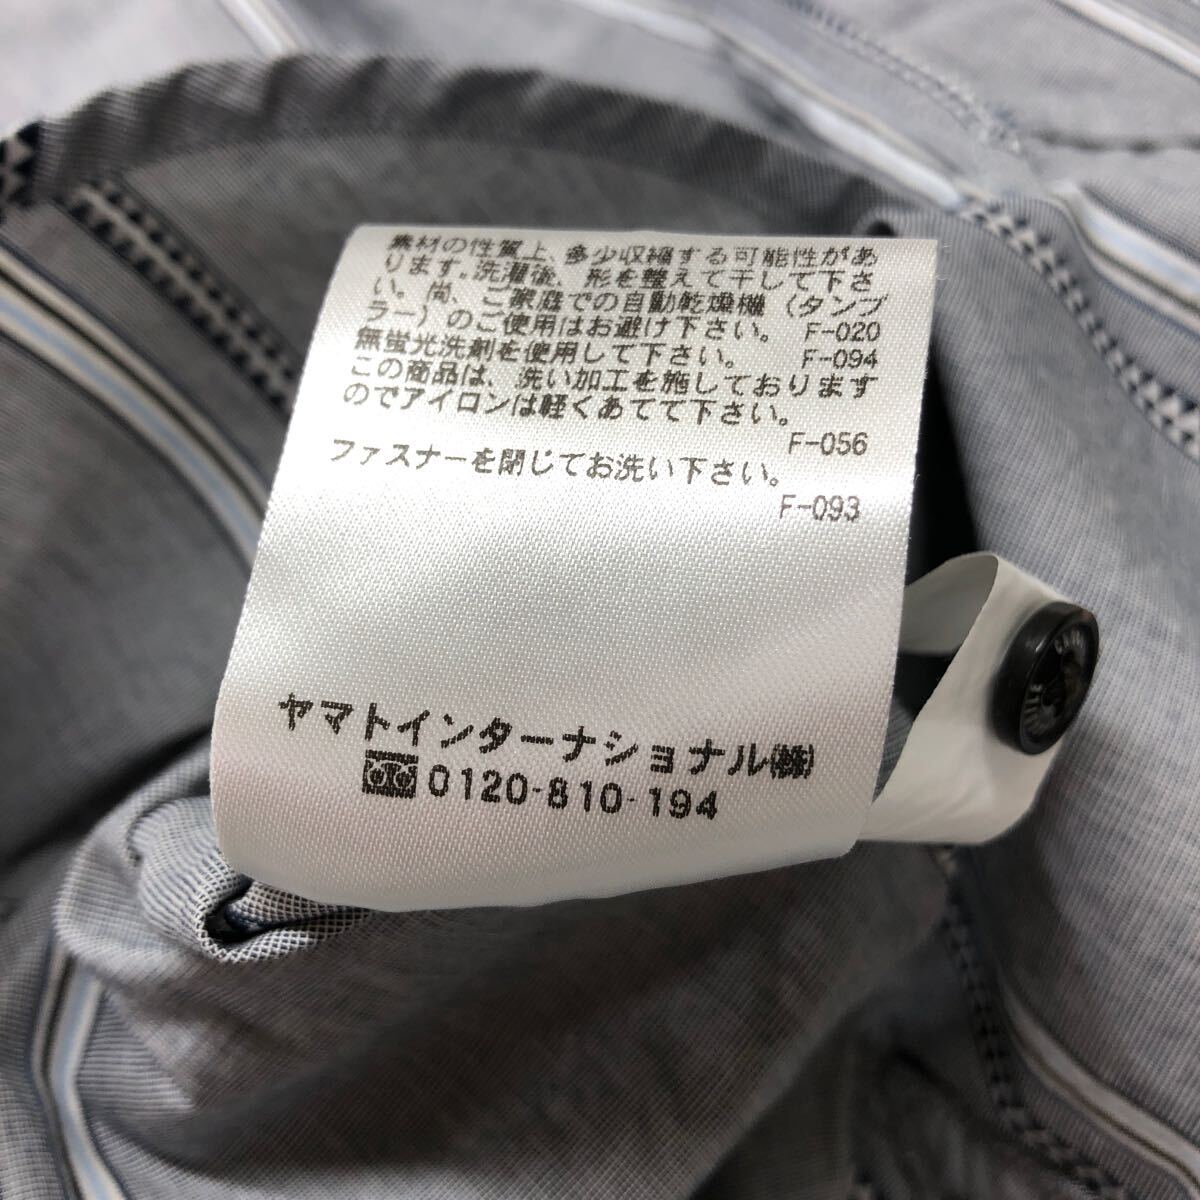 素材の性質上、多少収縮する可能性があ
ります。洗濯後、形を整えて干して下さ
い。尚、ご家庭での自動乾燥機(タンブ
ラー)のご使用はお避け下さい。 F-020
無蛍光洗剤を使用して下さい。 F-094
この商品は、洗い加工を施しております
のでアイロンは軽くあてて下さい。
F-056
ファスナーを閉じてお洗い下さい。
F-093
ヤマトインターナショナル(株)
0120-810-194